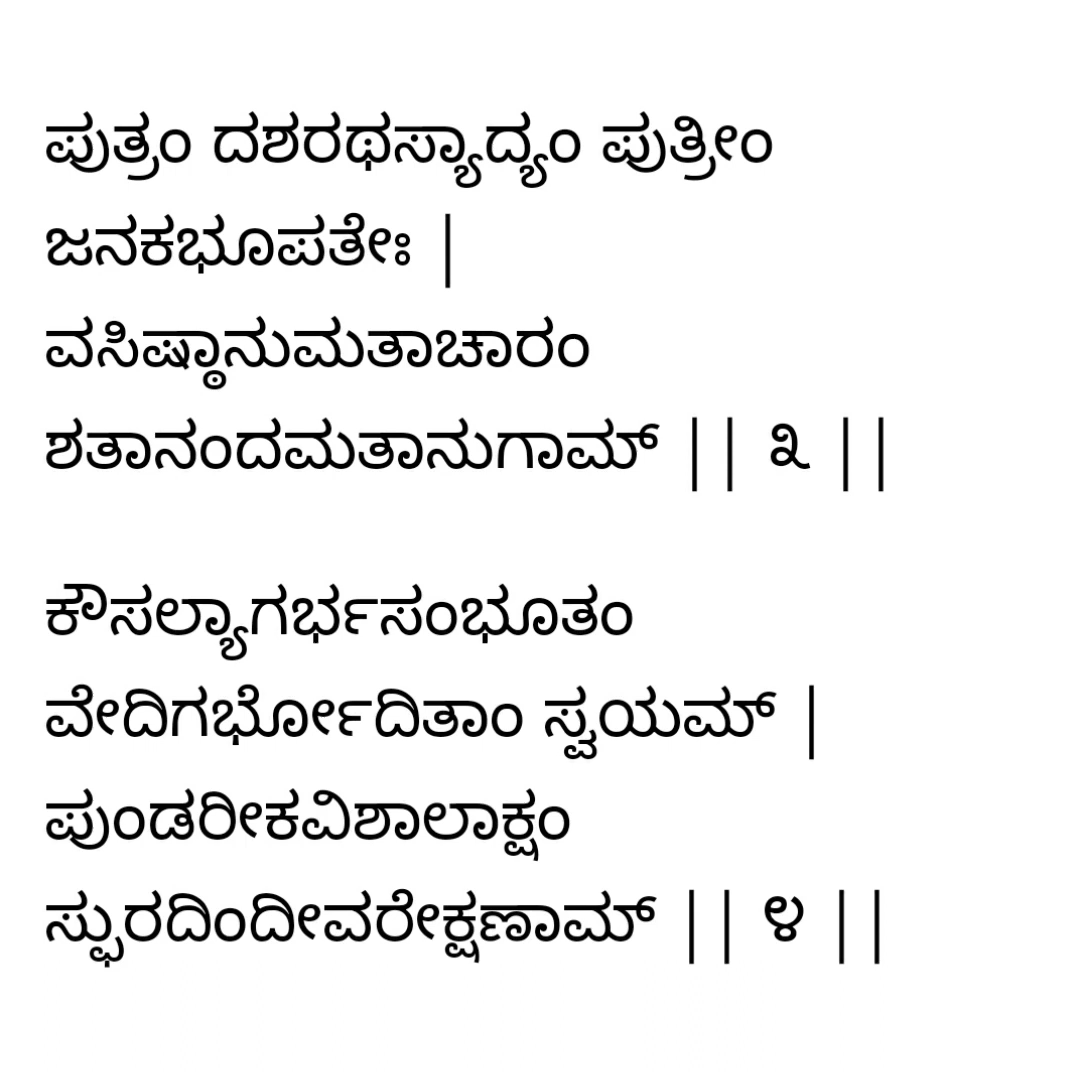 ಪುತ್ರಂ ದಶರಥಸ್ಯಾದ್ಯಂ ಪುತ್ರೀಂ
ಜನಕಭೂಪತೇಃ |
ವಸಿಷ್ಠಾನುಮತಾಚಾರಂ
ಶತಾನಂದಮತಾನುಗಾಮ್ || ೩ ||
ಕೌಸಲ್ಯಾಗರ್ಭಸಂಭೂತಂ
ವೇದಿಗರ್ಭೋದಿತಾಂ ಸ್ವಯಮ್ |
ಪುಂಡರೀಕವಿಶಾಲಾಕ್ಷಂ
ಸ್ಫುರದಿಂದೀವರೇಕ್ಷಣಾಮ್ || ೪ ||